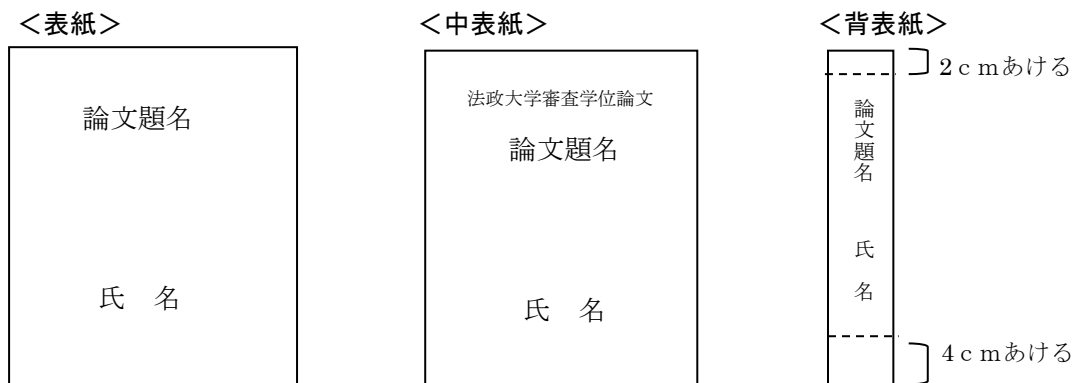 ＜表紙＞
論文題名
氏　名
＜中表紙＞
法政大学審査学位論文
論文題名
氏　名
＜背表紙＞
２ｃｍあける
論文題名
氏　名
４ｃｍあける